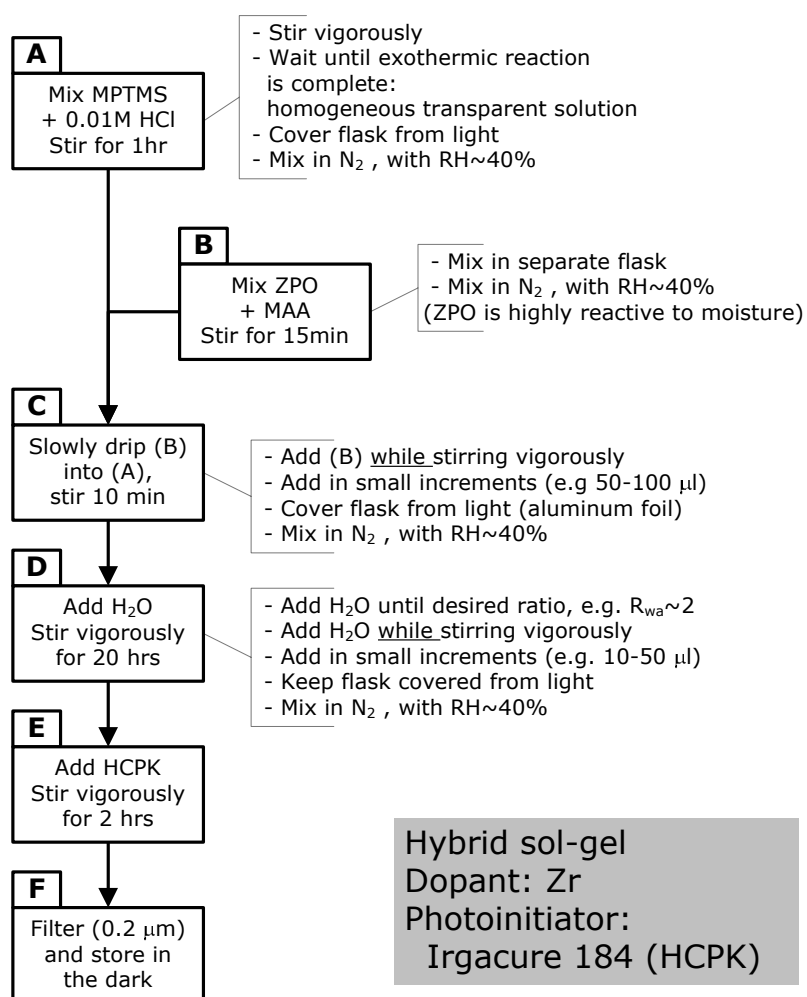 A
Mix MPTMS
+ 0.01M HCl
Stir for 1hr
- Stir vigorously
- Wait until exothermic reaction
is complete:
homogeneous transparent solution
- Cover flask from light
- Mix in N₂ , with RH~40%
B
Mix ZPO
+ MAA
Stir for 15min
- Mix in separate flask
- Mix in N₂ , with RH~40%
(ZPO is highly reactive to moisture)
C
Slowly drip (B)
into (A),
stir 10 min
- Add (B) while stirring vigorously
- Add in small increments (e.g 50-100 μl)
- Cover flask from light (aluminum foil)
- Mix in N₂ , with RH~40%
D
Add H₂O
Stir vigorously
for 20 hrs
- Add H₂O until desired ratio, e.g. Rwa~2
- Add H₂O while stirring vigorously
- Add in small increments (e.g. 10-50 μl)
- Keep flask covered from light
- Mix in N₂ , with RH~40%
E
Add HCPK
Stir vigorously
for 2 hrs
F
Filter (0.2 μm)
and store in
the dark
Hybrid sol-gel
Dopant: Zr
Photoinitiator:
Irgacure 184 (HCPK)